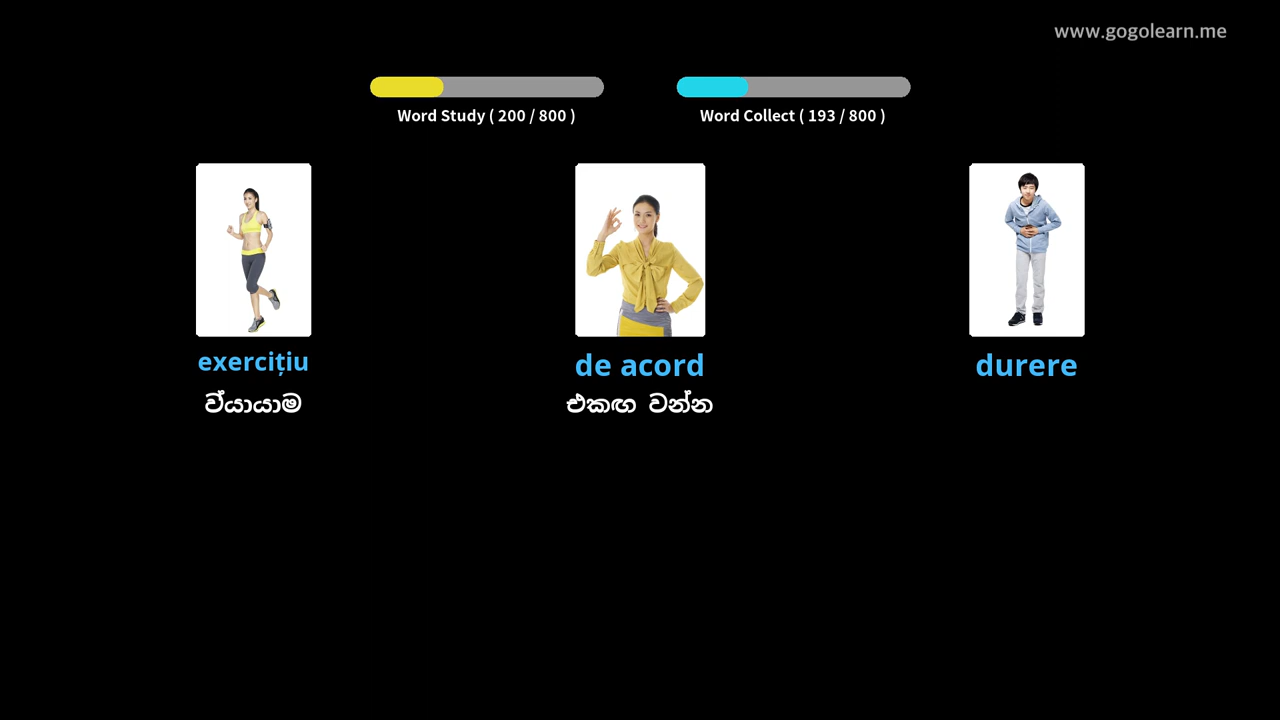 www.gogolearn.me
Word Study ( 200 / 800 )
Word Collect ( 193 / 800 )
exercițiu
ව්යායාම
de acord
එකඟ වන්න
durere